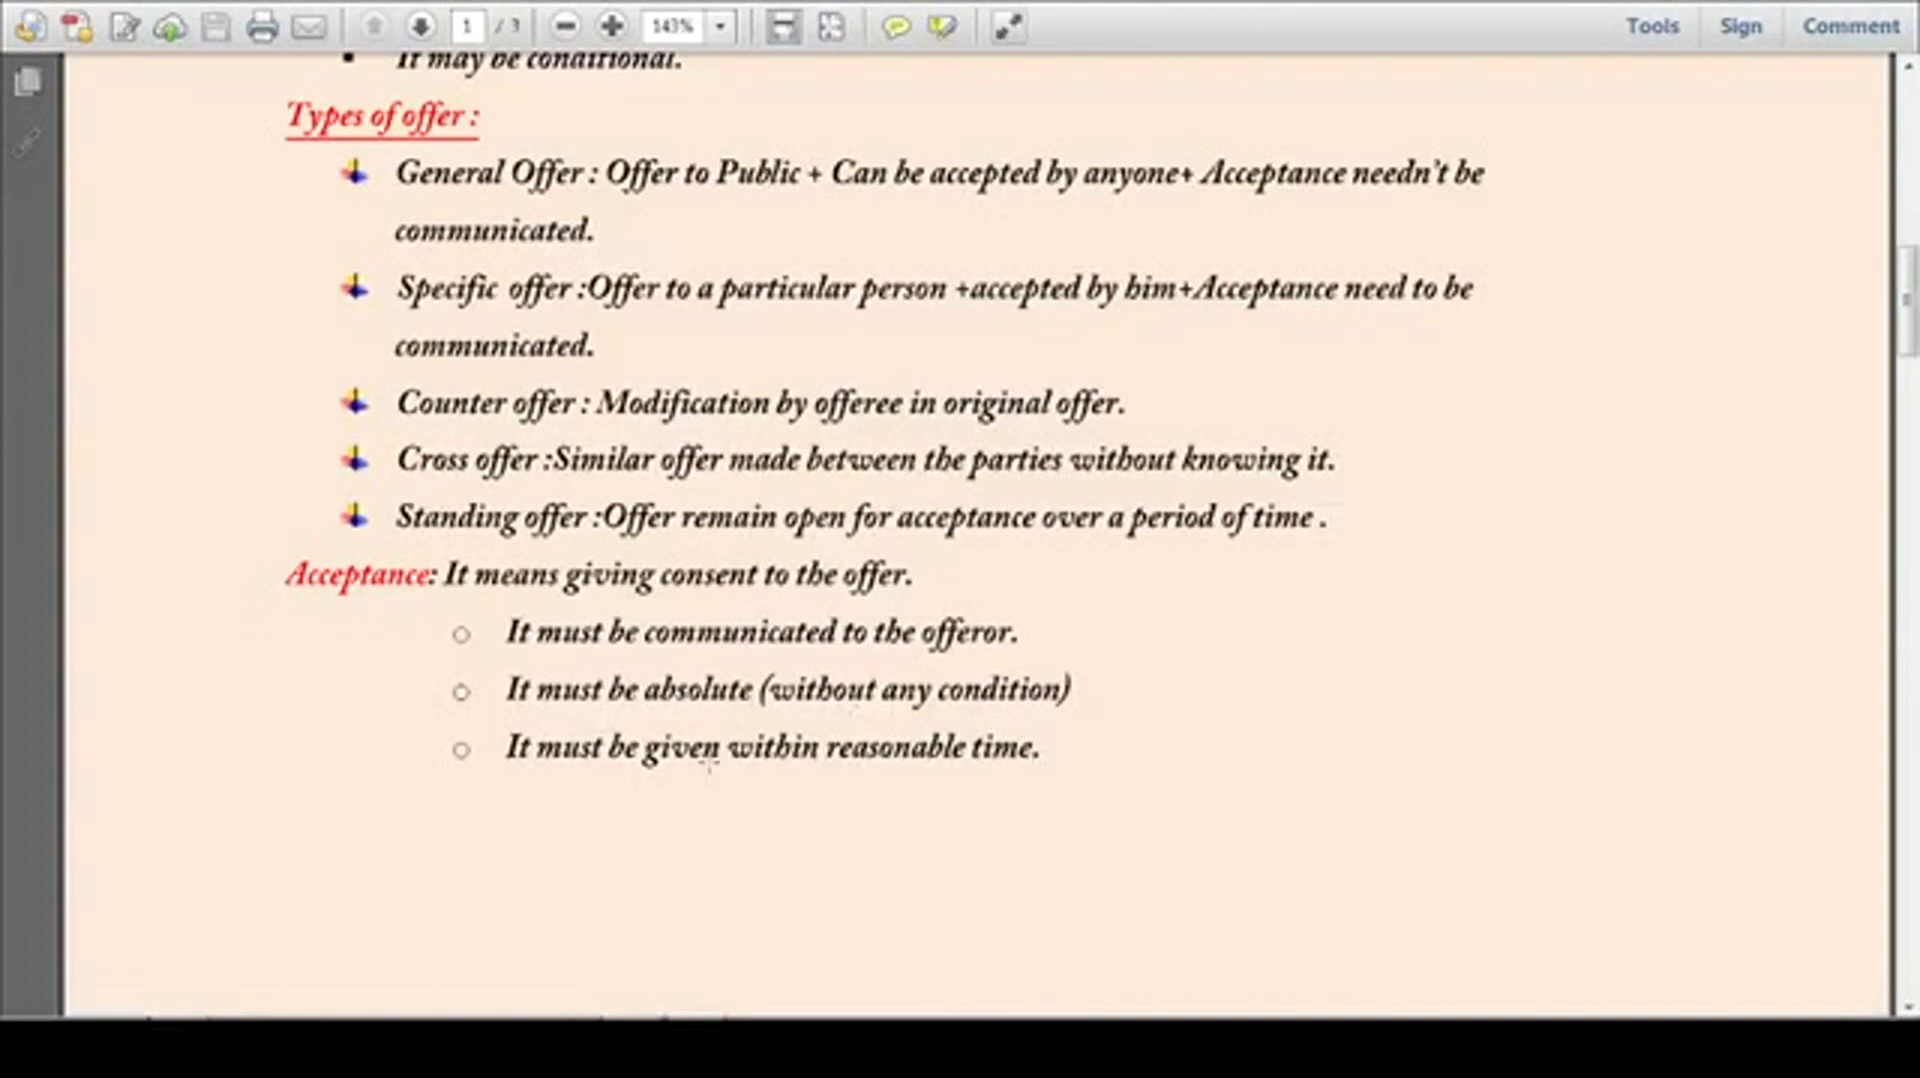 1 / 3 143% Tools Sign Comment
It may be conditional.
Types of offer :
General Offer : Offer to Public + Can be accepted by anyone+ Acceptance needn't be
communicated.
Specific offer :Offer to a particular person +accepted by him+Acceptance need to be
communicated.
Counter offer : Modification by offeree in original offer.
Cross offer :Similar offer made between the parties without knowing it.
Standing offer :Offer remain open for acceptance over a period of time .
Acceptance: It means giving consent to the offer.
It must be communicated to the offeror.
It must be absolute (without any condition)
It must be given within reasonable time.